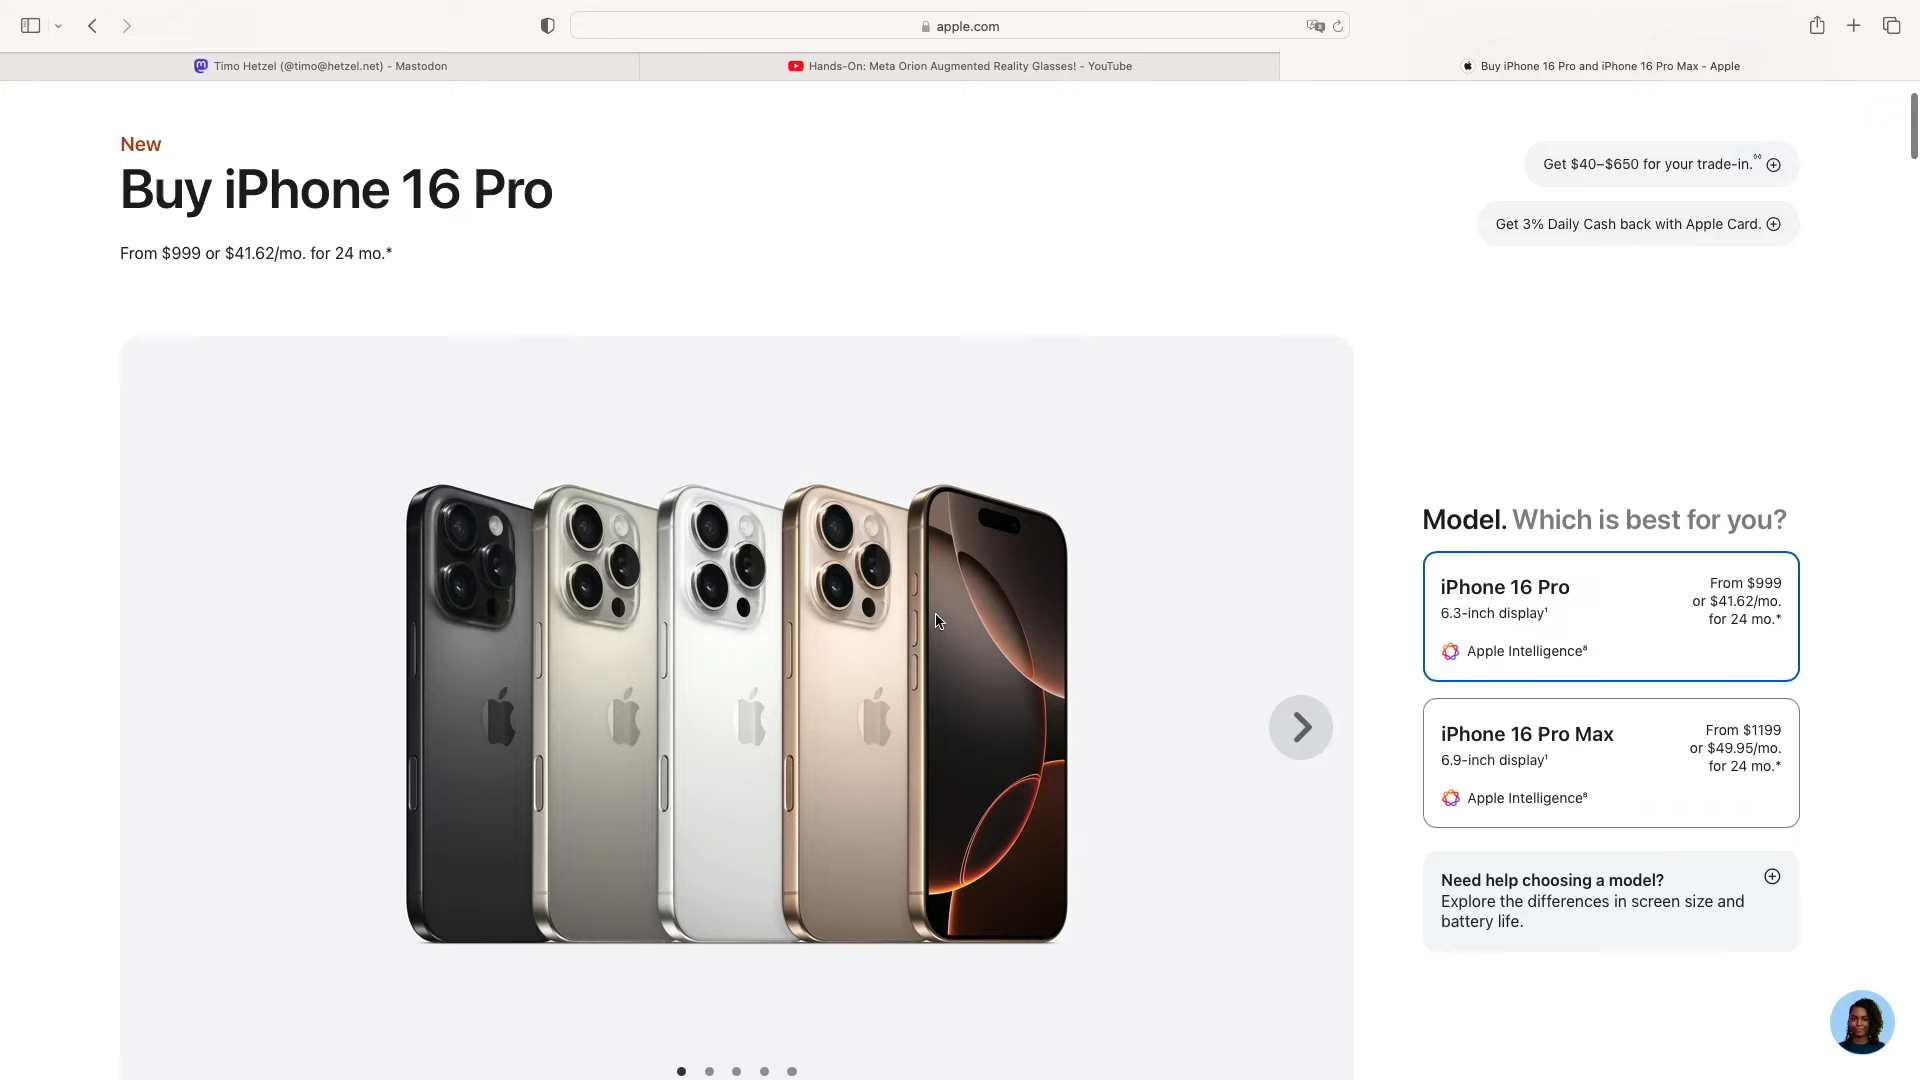 apple.com
Timo Hetzel (@timo@hetzel.net) - Mastodon
Hands-On: Meta Orion Augmented Reality Glasses! - YouTube
Buy iPhone 16 Pro and iPhone 16 Pro Max - Apple
New
Buy iPhone 16 Pro
From $999 or $41.62/mo. for 24 mo.*
Get $40–$650 for your trade-in.◊◊
Get 3% Daily Cash back with Apple Card.
Model. Which is best for you?
iPhone 16 Pro
6.3-inch display¹
From $999
or $41.62/mo.
for 24 mo.*
Apple Intelligence⁸
iPhone 16 Pro Max
6.9-inch display¹
From $1199
or $49.95/mo.
for 24 mo.*
Apple Intelligence⁸
Need help choosing a model?
Explore the differences in screen size and
battery life.